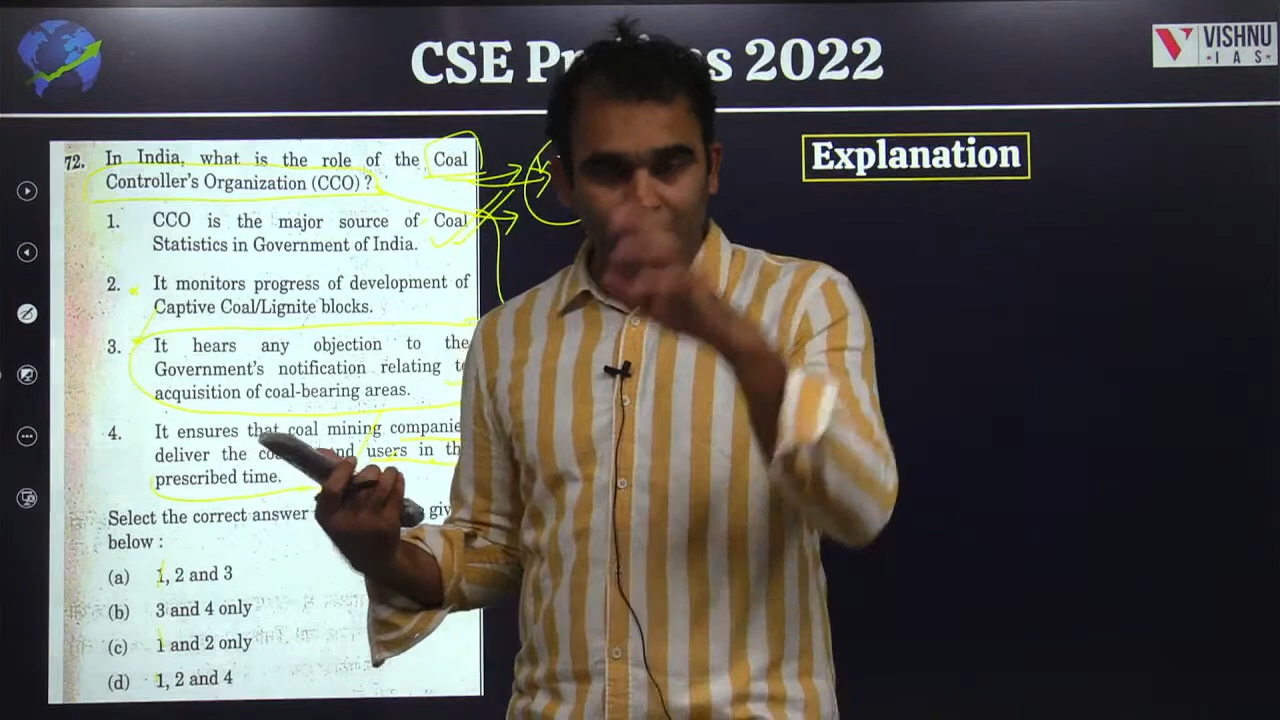 CSE Pr s 2022
VISHNU
I A S
Explanation
72. In India, what is the role of the Coal
Controller's Organization (CCO) ?
1. CCO is the major source of Coal
Statistics in Government of India.
2. It monitors progress of development of
Captive Coal/Lignite blocks.
3. It hears any objection to the
Government's notification relating t
acquisition of coal-bearing areas.
4. It ensures that coal mining companie
deliver the co nd users in th
prescribed time.
Select the correct answer giv
below :
(a) 1, 2 and 3
(b) 3 and 4 only
(c) 1 and 2 only
(d) 1, 2 and 4